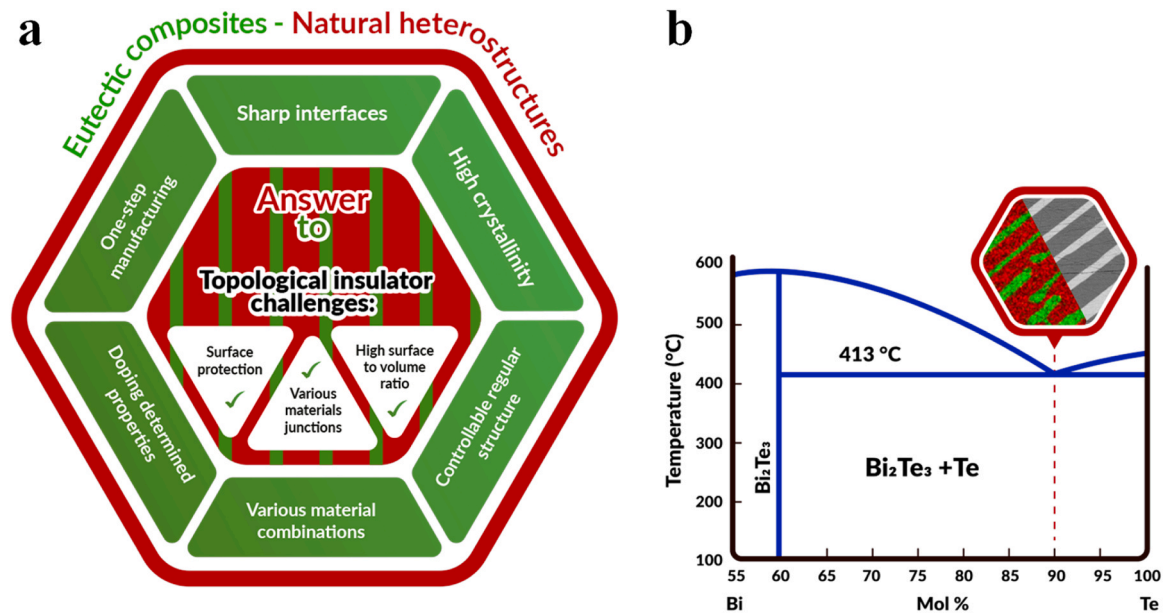 a
Eutectic composites - Natural heterostructures
Sharp interfaces
High crystallinity
One-step
manufacturing
Answer
to
Topological insulator
challenges:
Surface
protection
Various
materials
junctions
High surface
to volume
ratio
Doping determined
properties
Controllable regular
structure
Various material
combinations
b
Temperature (°C)
600
500
400
300
200
100
413 °C
Bi₂Te₃
Bi₂Te₃ +Te
55 60 65 70 75 80 85 90 95 100
Bi Mol % Te